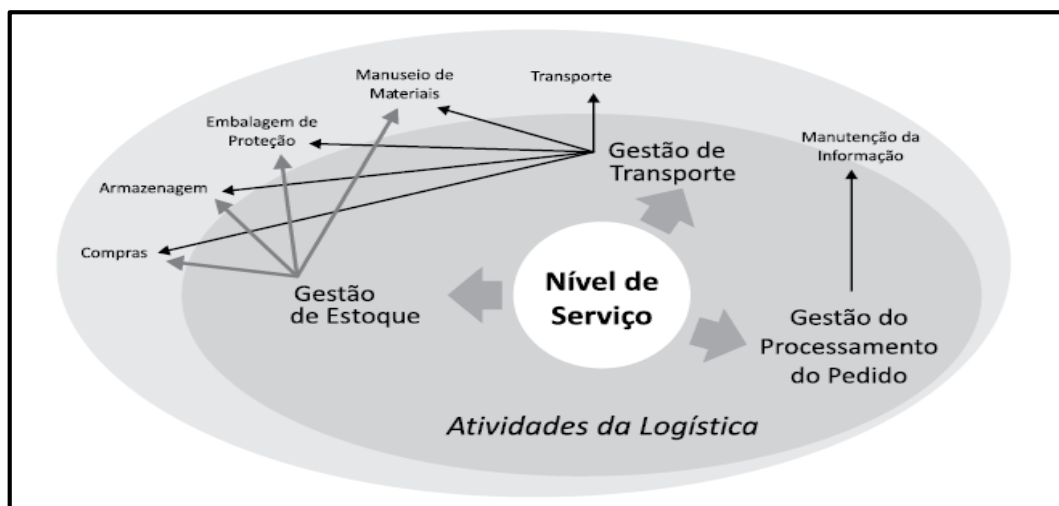 Manuseio de
Materiais
Transporte
Embalagem de
Proteção
Manutenção da
Informação
Gestão de
Transporte
Armazenagem
Compras
Nível de
Serviço
Gestão
de Estoque
Gestão do
Processamento
do Pedido
Atividades da Logística